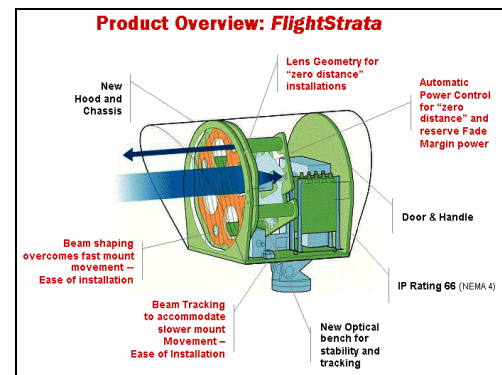 Product Overview: FlightStrata
Lens Geometry for
“zero distance”
installations
New
Hood and
Chassis
Automatic
Power Control
for “zero
distance” and
reserve Fade
Margin power
Door & Handle
Beam shaping
overcomes fast mount
movement --
Ease of installation
IP Rating 66 (NEMA 4)
Beam Tracking
to accommodate
slower mount
Movement –
Ease of Installation
New Optical
bench for
stability and
tracking